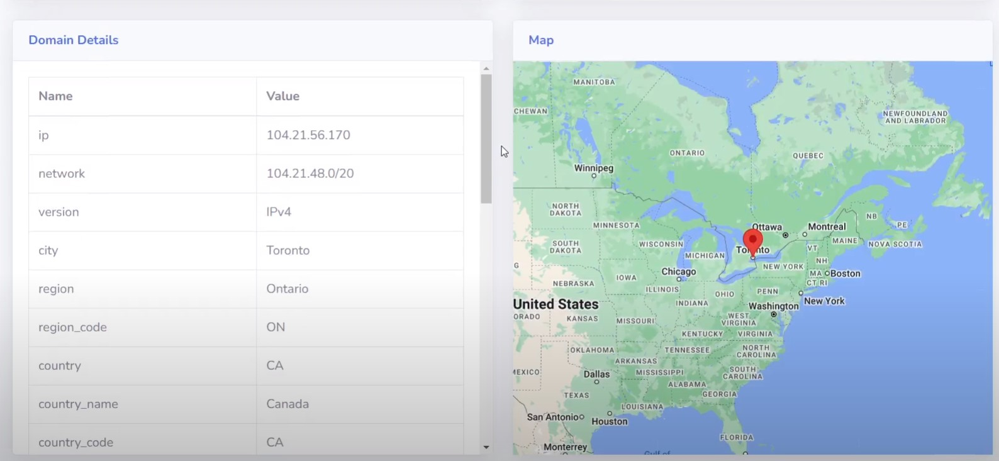 Domain Details
Name Value
ip 104.21.56.170
network 104.21.48.0/20
version IPv4
city Toronto
region Ontario
region_code ON
country CA
country_name Canada
country_code CA
Map
MANITOBA
CHEWAN
NEWFOUNDLAND
AND LABRADOR
ONTARIO
QUEBEC
Winnipeg
NORTH
DAKOTA
MINNESOTA
Ottawa
Montreal
NB
PE
SOUTH
DAKOTA
WISCONSIN
MICHIGAN
Toronto
VT
MAINE
NOVA SCOTIA
NH
G
Chicago
NEW YORK
MA
Boston
CT RI
NEBRASKA
IOWA
ILLINOIS
INDIANA
OHIO
PENN
New York
United States
Washington
ORADO
KANSAS
MISSOURI
WEST
VIRGINIA
KENTUCKY
VIRGINIA
OKLAHOMA
TENNESSEE
NORTH
CAROLINA
ARKANSAS
MEXICO
Dallas
MISSISSIPPI
SOUTH
CAROLINA
ALABAMA
TEXAS
GEORGIA
LOUISIANA
San Antonio
Houston
FLORIDA
Monterrey
Gulf of